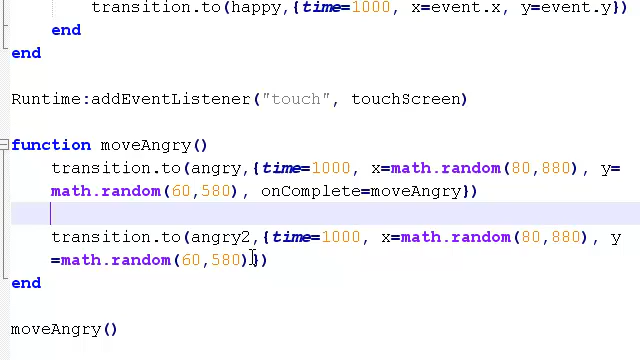 transition.to(happy,{time=1000, x=event.x, y=event.y})
end
end
Runtime:addEventListener("touch", touchScreen)
function moveAngry()
transition.to(angry,{time=1000, x=math.random(80,880), y=
math.random(60,580), onComplete=moveAngry})
transition.to(angry2,{time=1000, x=math.random(80,880), y
=math.random(60,580)})
end
moveAngry()